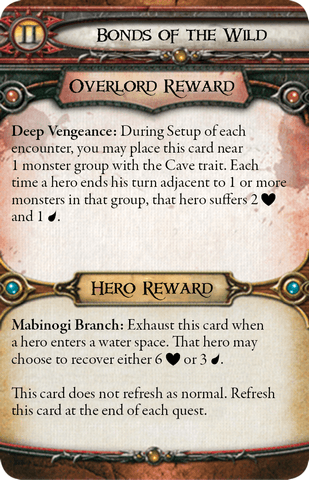 II
Bonds of the Wild
Overlord Reward
Deep Vengeance: During Setup of each
encounter, you may place this card near
1 monster group with the Cave trait. Each
time a hero ends his turn adjacent to 1 or more
monsters in that group, that hero suffers 2 ♥
and 1 .
Hero Reward
Mabinogi Branch: Exhaust this card when
a hero enters a water space. That hero may
choose to recover either 6 ♥ or 3 .
This card does not refresh as normal. Refresh
this card at the end of each quest.